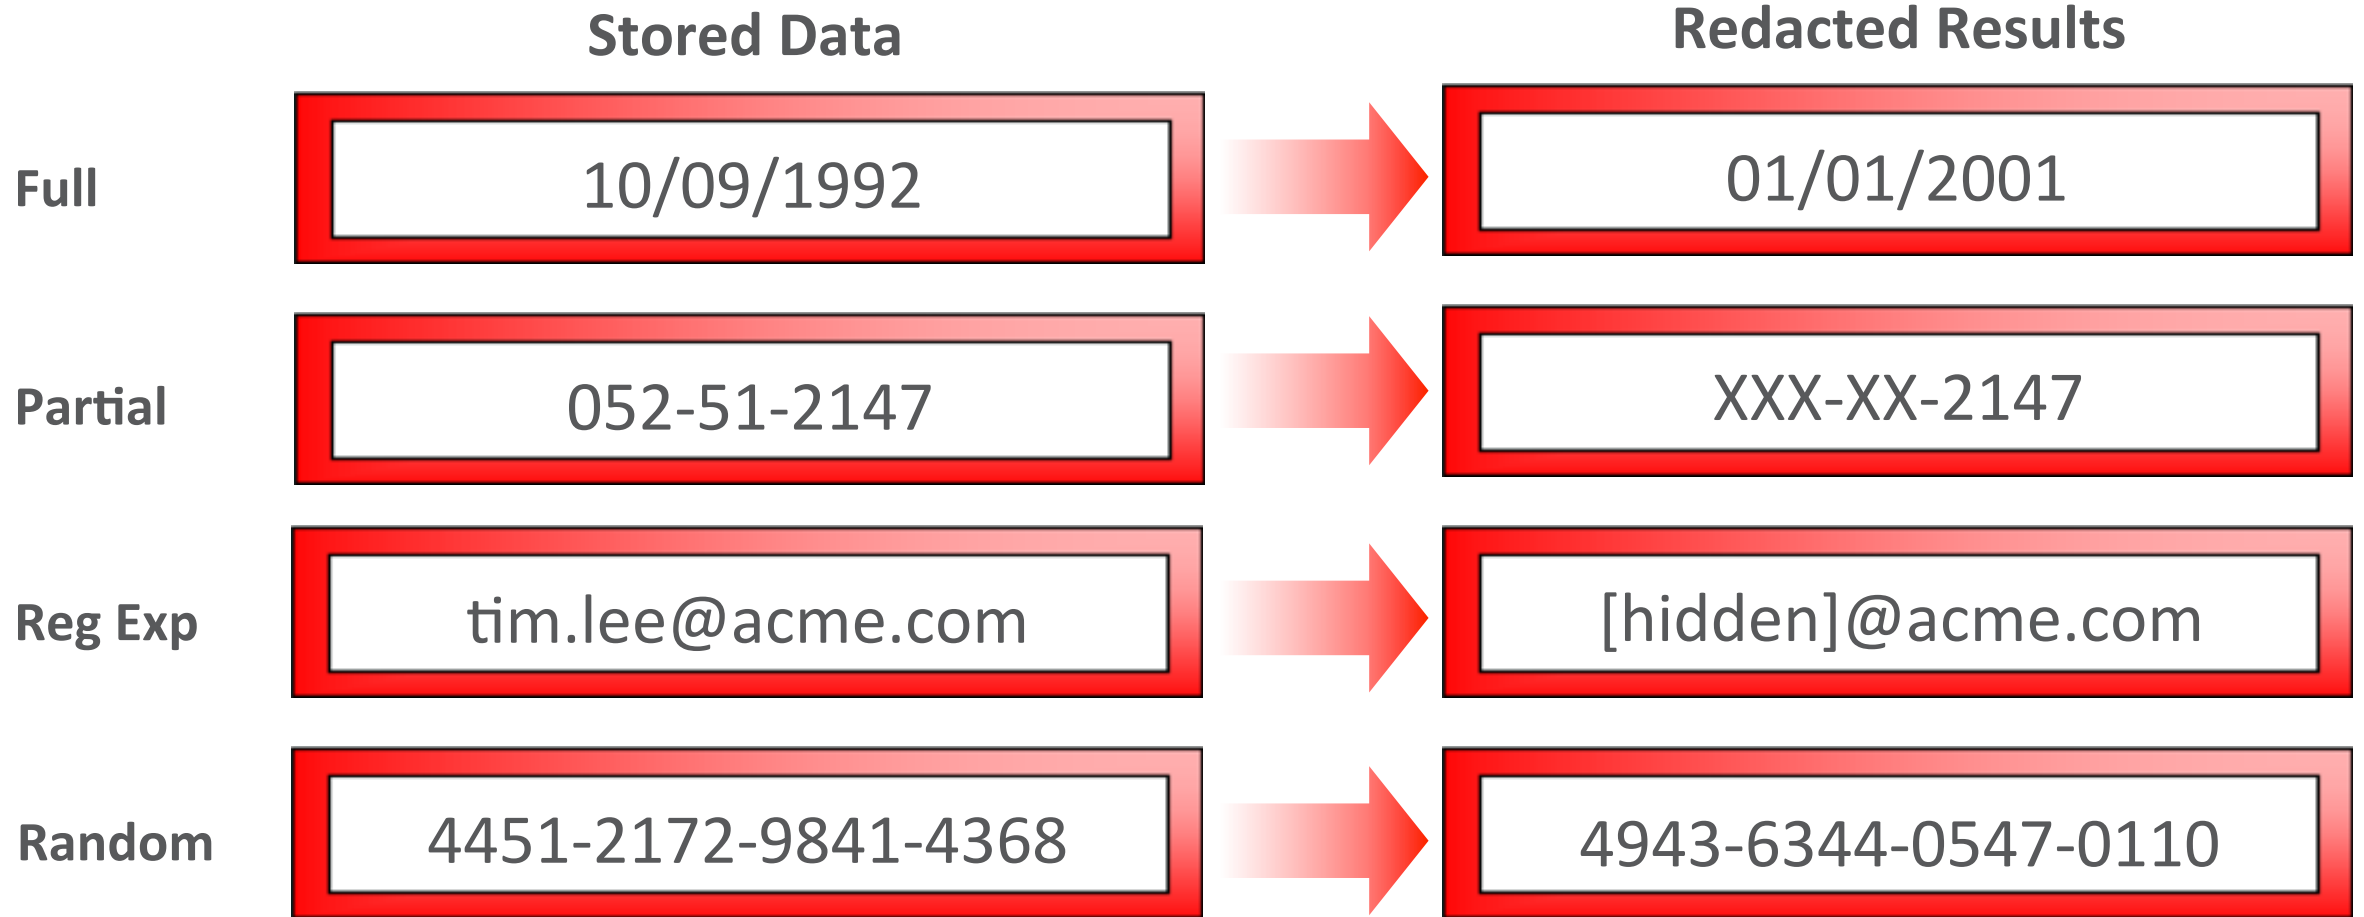 Stored Data
Redacted Results
Full
10/09/1992
01/01/2001
Partial
052-51-2147
XXX-XX-2147
Reg Exp
tim.lee@acme.com
[hidden]@acme.com
Random
4451-2172-9841-4368
4943-6344-0547-0110